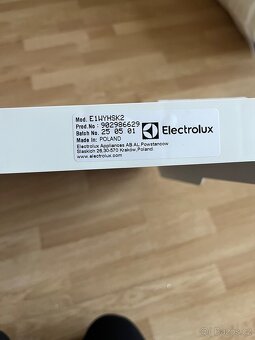 Mod. E1WYHSK2
Prod.No : 902986629
Batch No. 25 05 01
Made in: POLAND
Electrolux
Electrolux Appliances AB Al. Powstancow
Slaskich 26,30-570 Krakow, Poland
www.electrolux.com